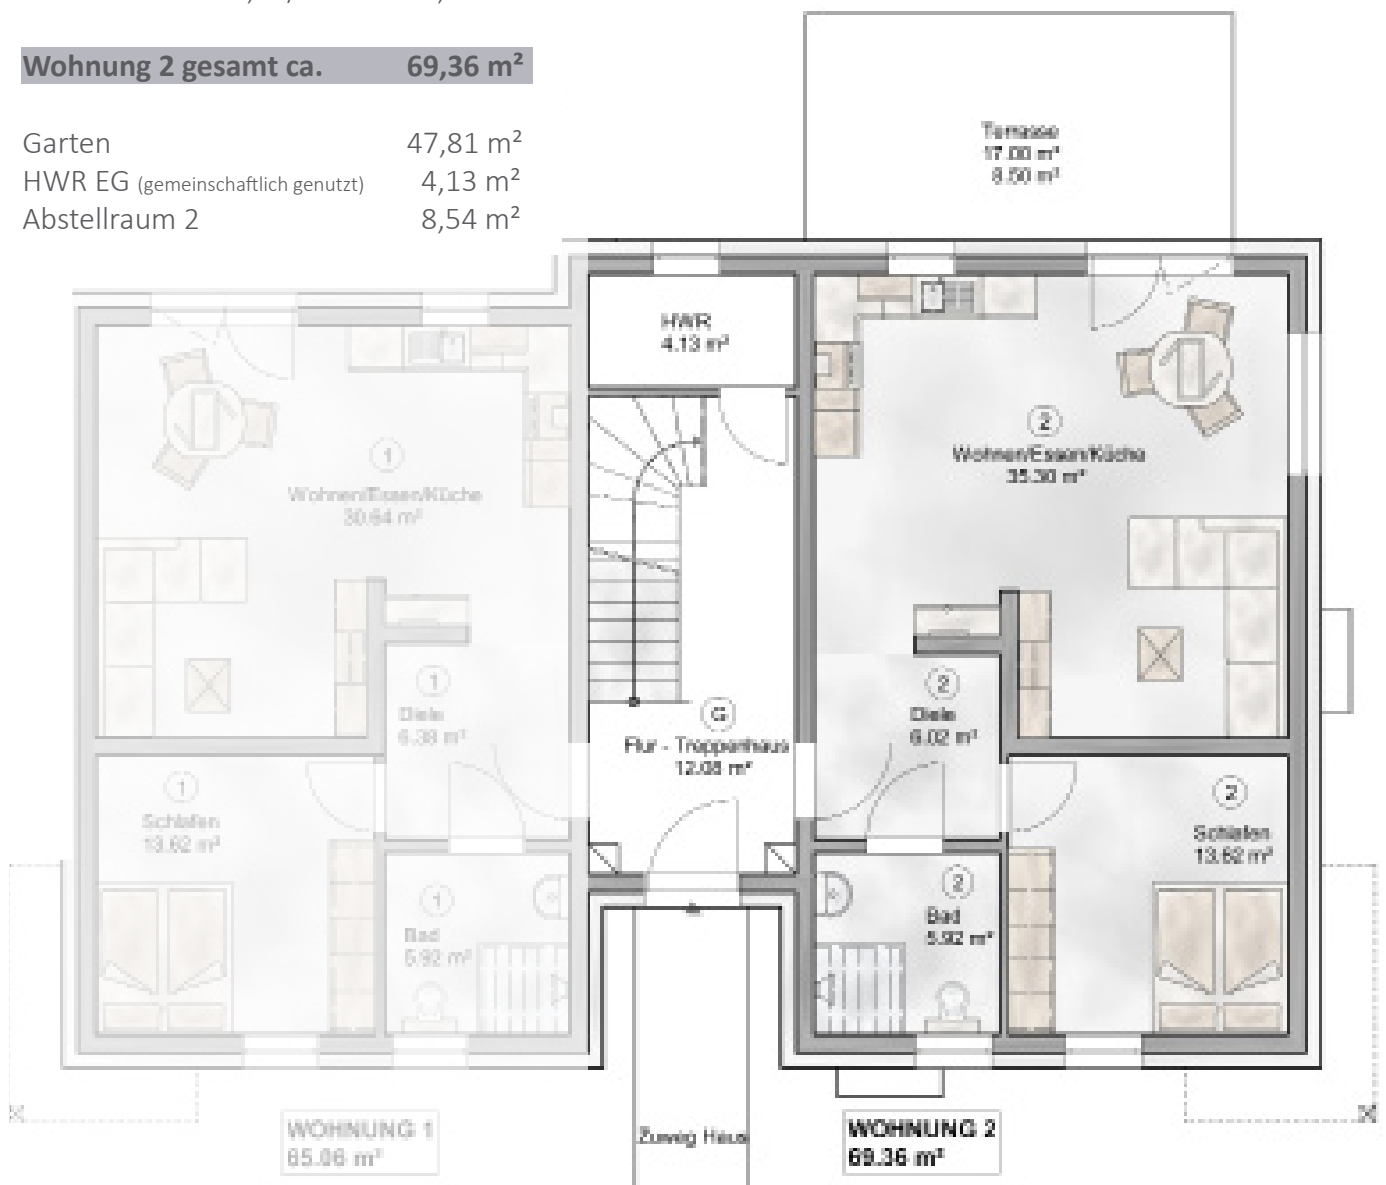 Wohnung 2 gesamt ca. 69,36 m²
Garten 47,81 m²
HWR EG (gemeinschaftlich genutzt) 4,13 m²
Abstellraum 2 8,54 m²
Terrasse
17.00 m²
8.50 m²
HWR
4.13 m²
1
Wohnen/Essen/Küche
30.64 m²
2
Wohnen/Essen/Küche
35.30 m²
1
Diele
6.38 m²
G
Flur - Treppenhaus
12.08 m²
2
Diele
6.02 m²
1
Schlafen
13.62 m²
2
Schlafen
13.62 m²
1
Bad
5.92 m²
2
Bad
5.92 m²
WOHNUNG 1
65.06 m²
Zuweg Haus
WOHNUNG 2
69.36 m²